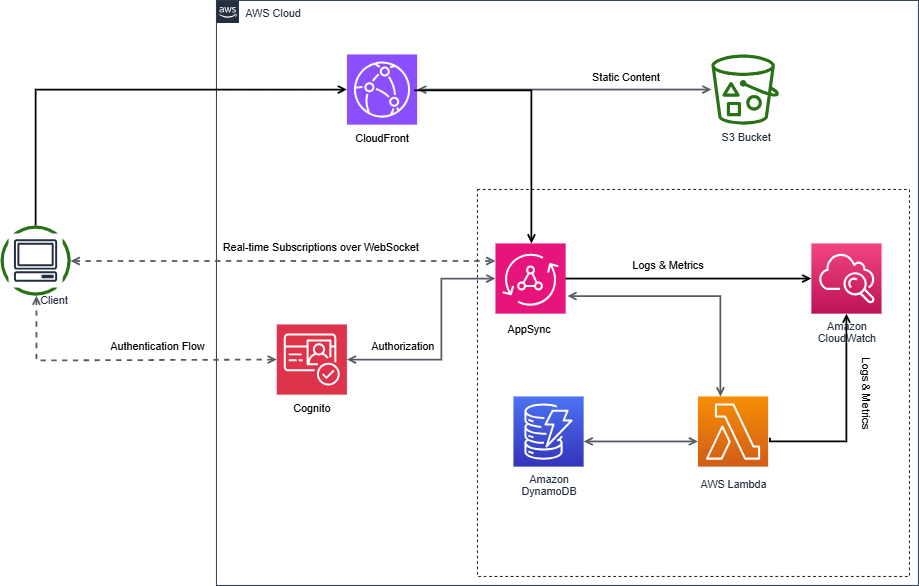 aws
AWS Cloud
Static Content
CloudFront
S3 Bucket
Real-time Subscriptions over WebSocket
Logs & Metrics
Client
AppSync
Amazon
CloudWatch
Authentication Flow
Authorization
Logs & Metrics
Cognito
Amazon
DynamoDB
AWS Lambda